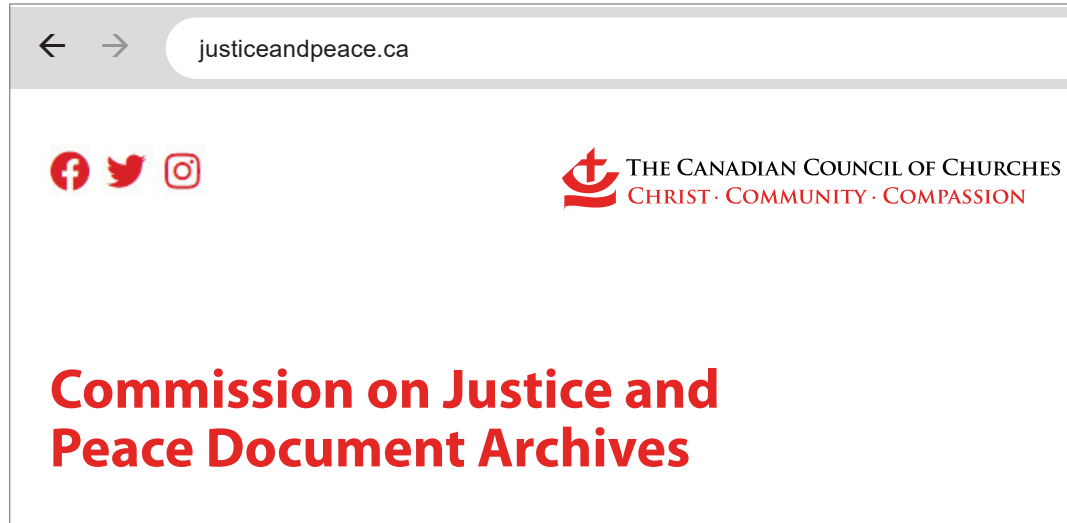 justiceandpeace.ca
THE CANADIAN COUNCIL OF CHURCHES
CHRIST · COMMUNITY · COMPASSION
Commission on Justice and
Peace Document Archives